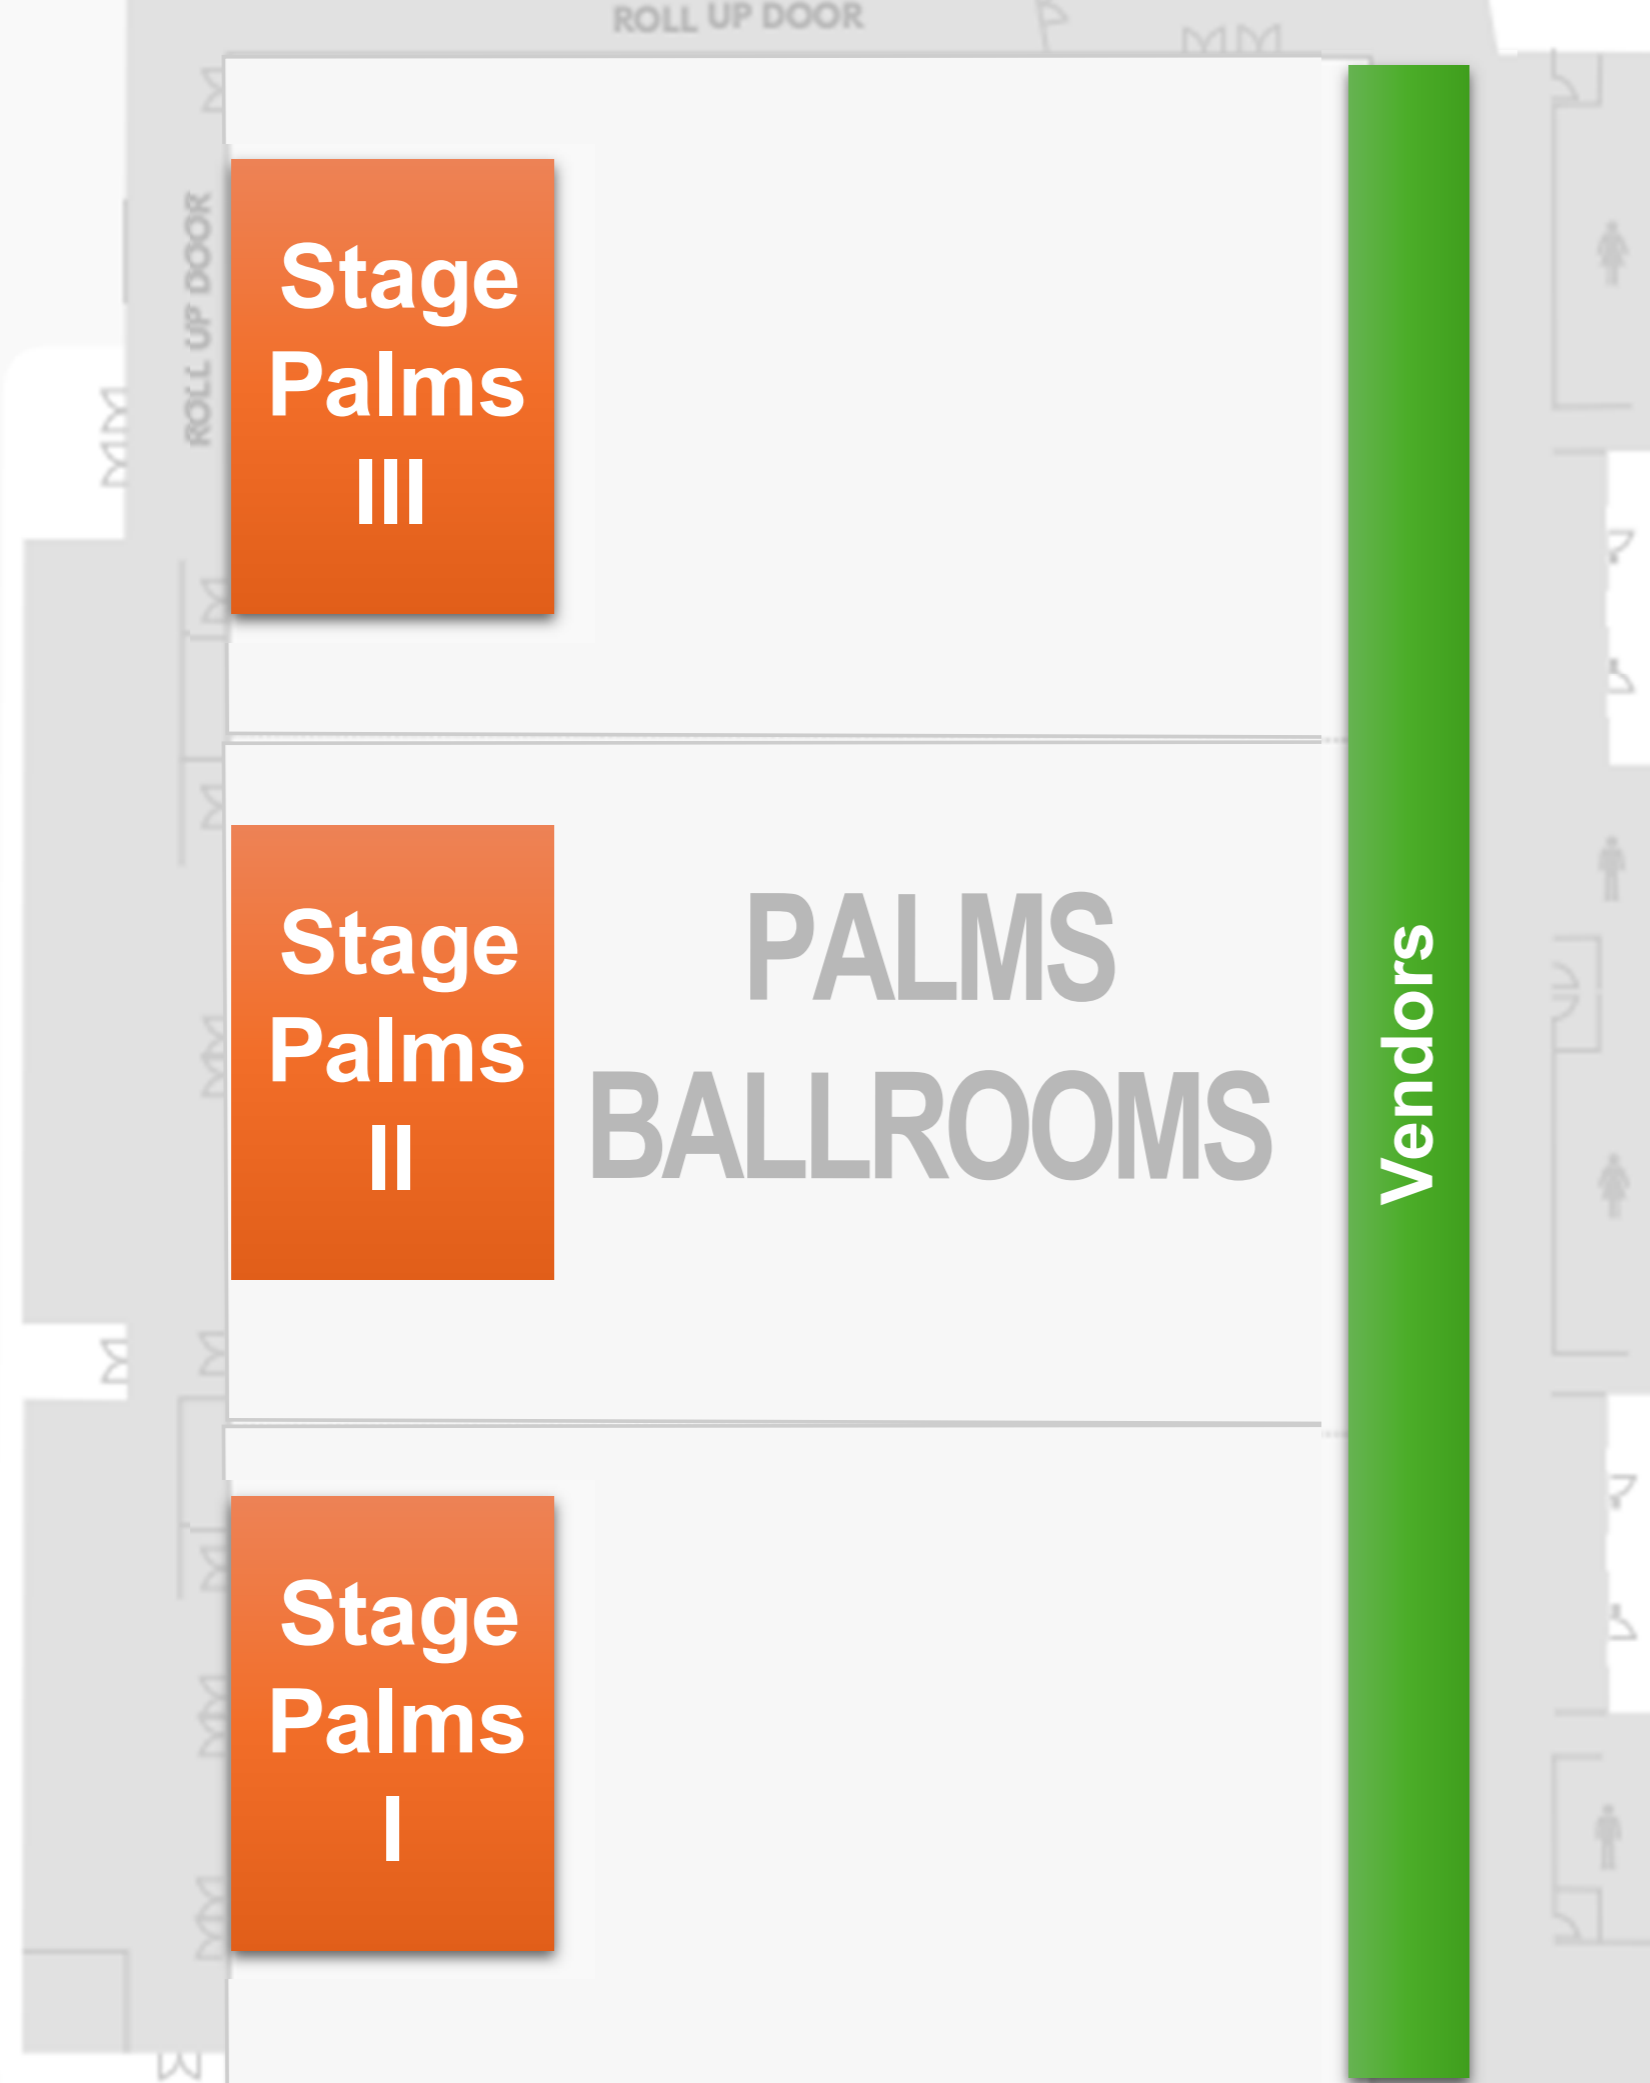 ROLL UP DOOR
ROLL UP DOOR
Stage
Palms
III
Stage
Palms
II
PALMS
BALLROOMS
Vendors
Stage
Palms
I